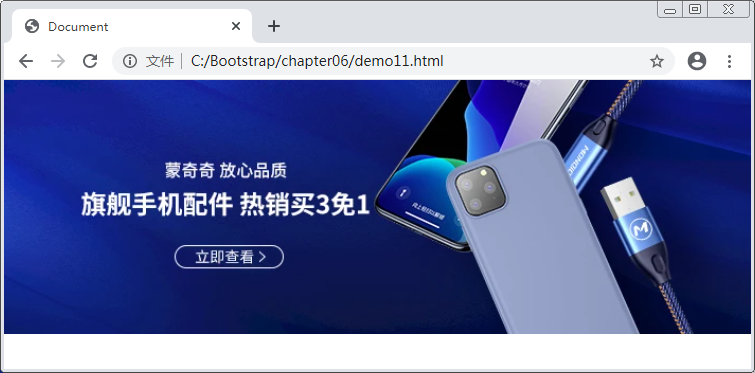 Document
文件 C:/Bootstrap/chapter06/demo11.html
蒙奇奇 放心品质
旗舰手机配件 热销买3免1
立即查看
M